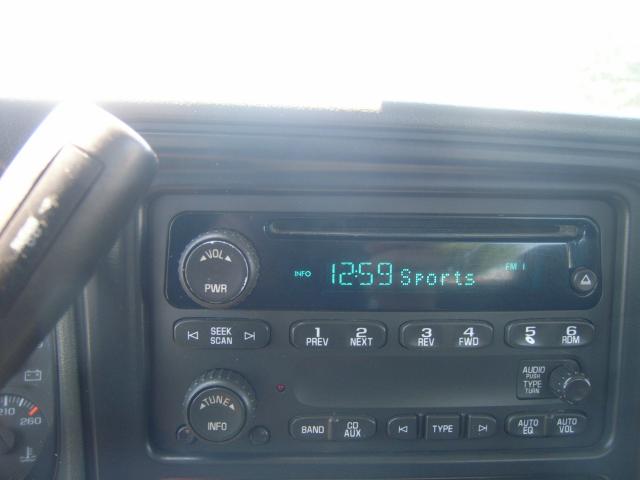 VOL
PWR
INFO 12:59 Sports FM 1
SEEK
SCAN
1 PREV
2 NEXT
3 REV
4 FWD
5
6 RDM
AUDIO
PUSH
TYPE
TURN
TUNE
INFO
BAND
CD
AUX
TYPE
AUTO
EQ
AUTO
VOL
210
260